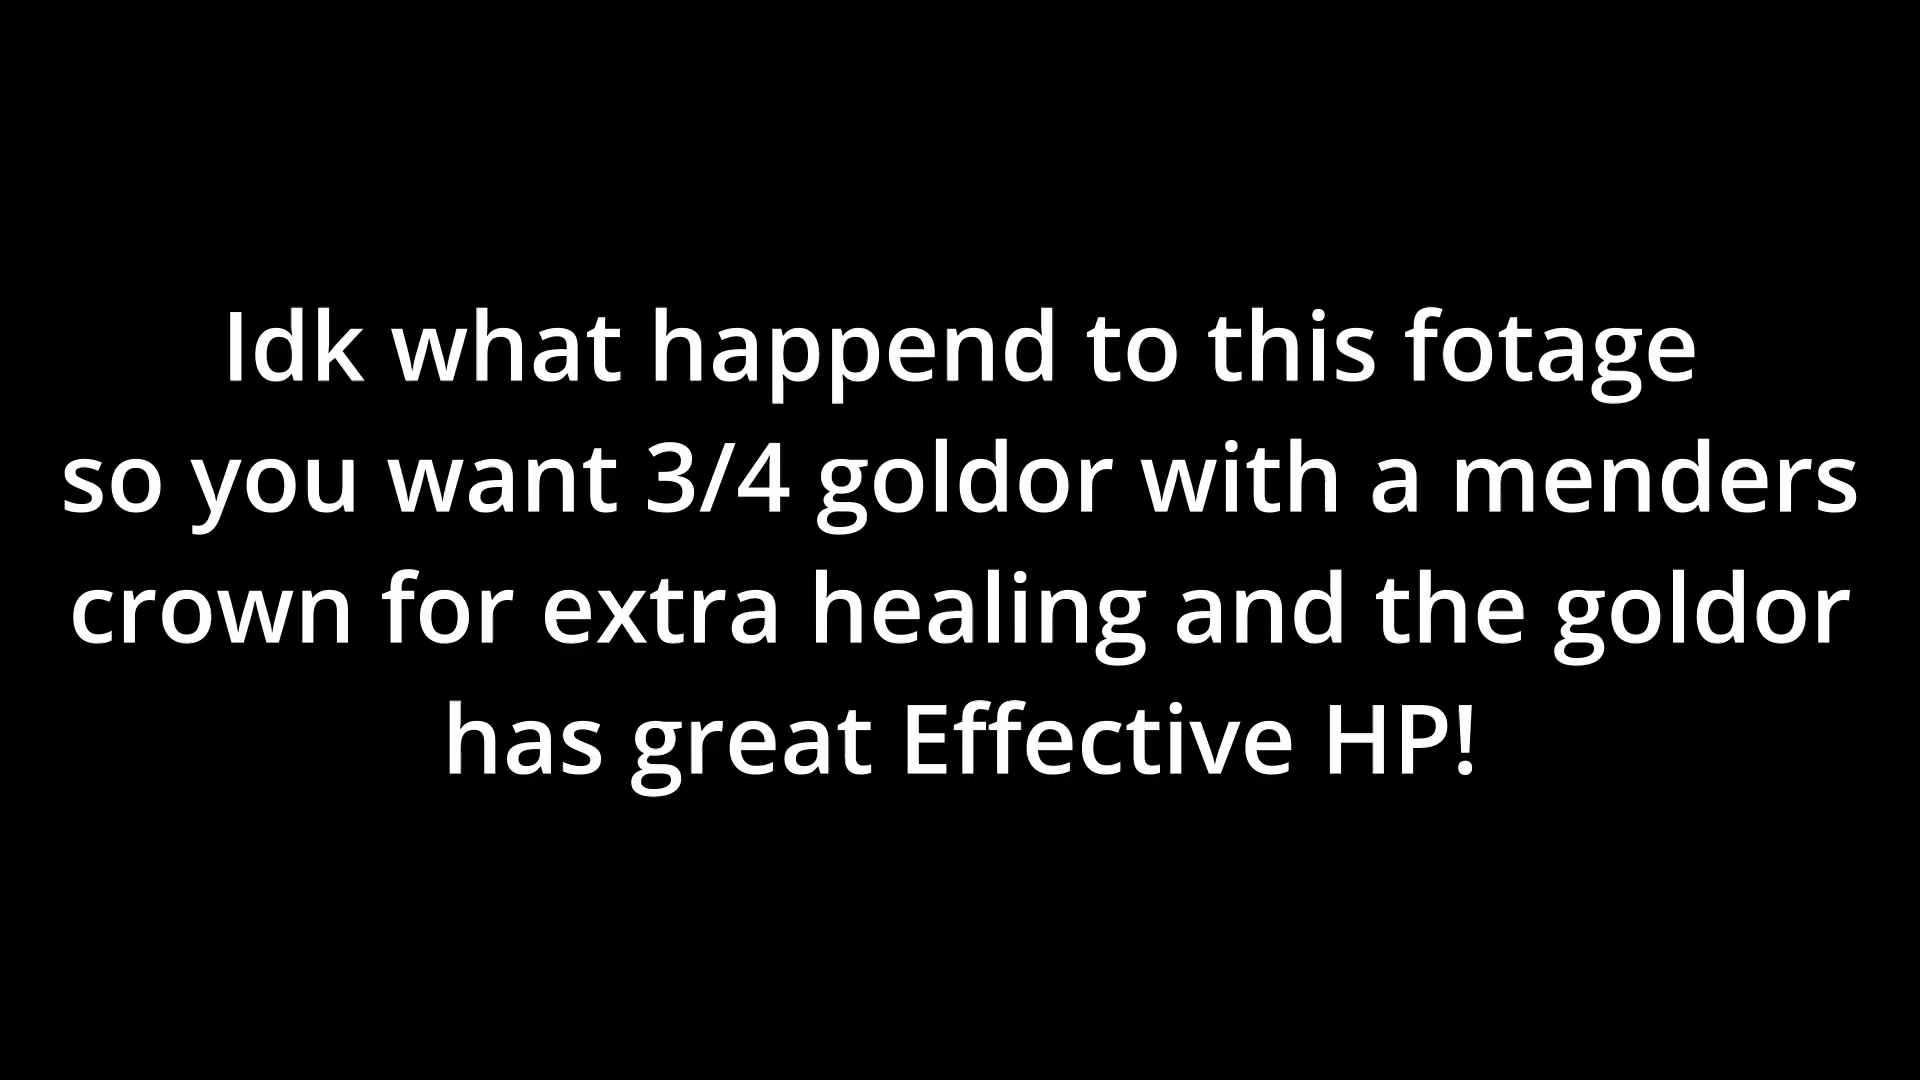 Idk what happend to this fotage
so you want 3/4 goldor with a menders
crown for extra healing and the goldor
has great Effective HP!